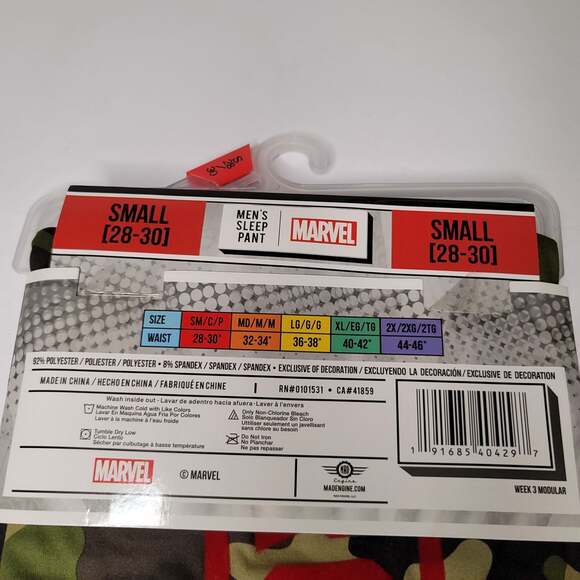 SMALL
[28-30]
MEN'S
SLEEP
PANT
MARVEL
SMALL
[28-30]
SIZE SM/C/P MD/M/M LG/G/G XL/EG/TG 2X/2XG/2TG
WAIST 28-30" 32-34" 36-38" 40-42" 44-46"
92% POLYESTER / POLIESTER / POLYESTER • 8% SPANDEX / SPANDEX / SPANDEX • EXCLUSIVE OF DECORATION / EXCLUYENDO LA DECORACIÓN / EXCLUSIVE DE DECORATION
MADE IN CHINA / HECHO EN CHINA / FABRIQUÉ EN CHINE
RN#0101531 • CA#41859
Wash inside out - Lavar de adentro hacia afuera - Lavar à l'envers
Machine Wash Cold with Like Colors
Lavar En Maquina Agua Fria Por Colores
Laver à la machine à l'eau froide
Only Non-Chlorine Bleach
Solo Blanqueador Sin Cloro
Utiliser seulement un javellisant
sans chlore au besoin
Tumble Dry Low
Ciclo Lento
Sécher par culbutage à basse température
Do Not Iron
No Planchar
Ne pas repasser
MARVEL
© MARVEL
Engine
MADENGINE.COM
1 91685 40429 7
WEEK 3 MODULAR